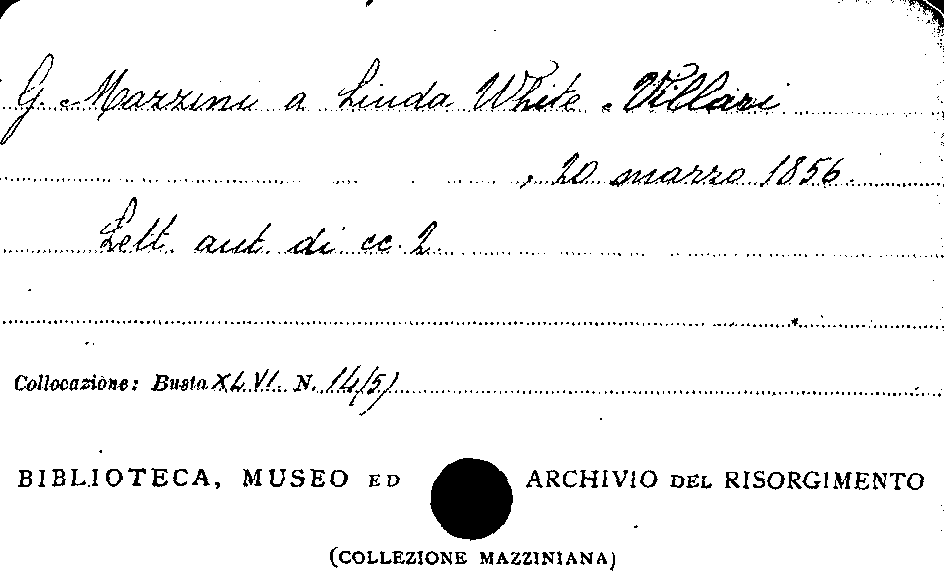 G. Mazzini a Linda White-Villari
, 20 marzo 1856.
Lett. aut. di cc. 2.
Collocazione: Busta XLVI. N. 14(5)
BIBLIOTECA, MUSEO ED ARCHIVIO DEL RISORGIMENTO
(COLLEZIONE MAZZINIANA)